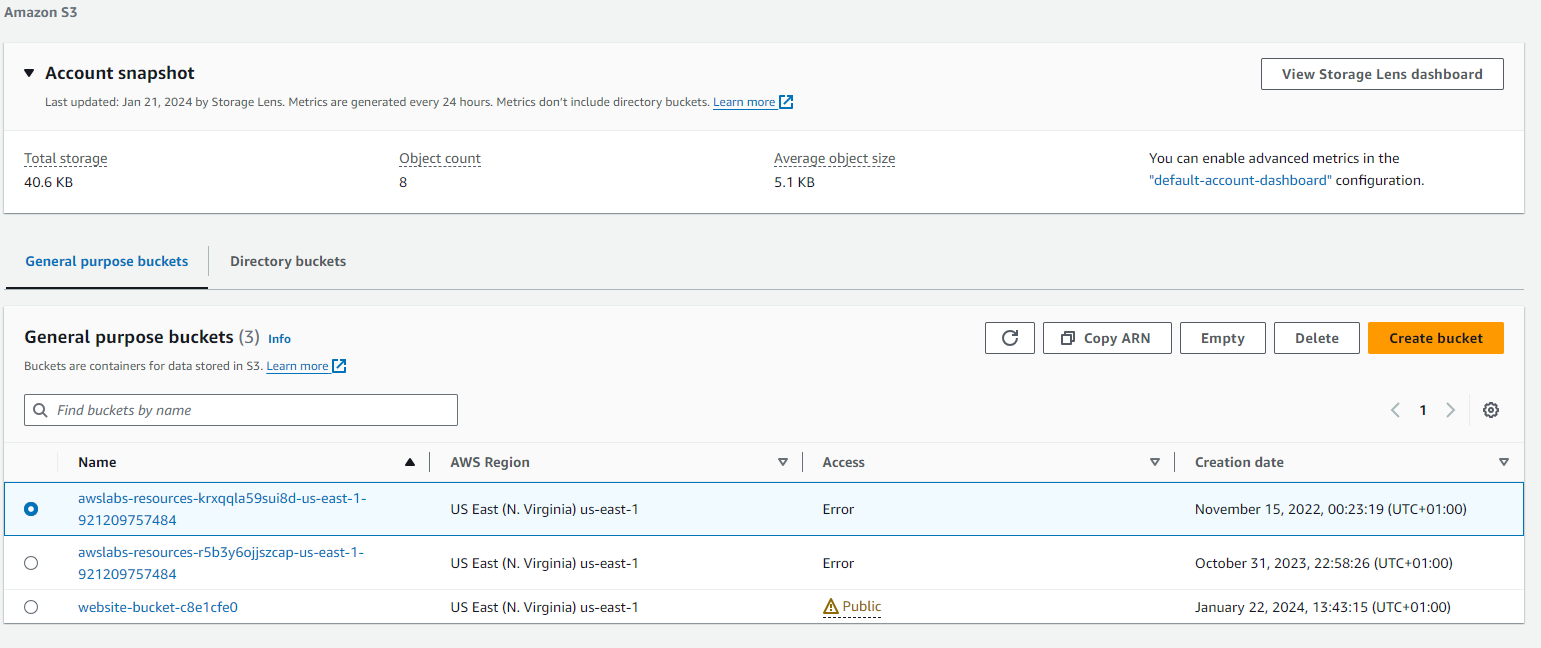 Amazon S3
Account snapshot
View Storage Lens dashboard
Last updated: Jan 21, 2024 by Storage Lens. Metrics are generated every 24 hours. Metrics don't include directory buckets. Learn more
Total storage
Object count
Average object size
You can enable advanced metrics in the
40.6 KB
8
5.1 KB
"default-account-dashboard" configuration.
General purpose buckets
Directory buckets
General purpose buckets (3) Info
Copy ARN
Empty
Delete
Create bucket
Buckets are containers for data stored in S3. Learn more
Find buckets by name
1
Name
AWS Region
Access
Creation date
awslabs-resources-krxqqla59sui8d-us-east-1-
921209757484
US East (N. Virginia) us-east-1
Error
November 15, 2022, 00:23:19 (UTC+01:00)
awslabs-resources-r5b3y6ojjszcap-us-east-1-
921209757484
US East (N. Virginia) us-east-1
Error
October 31, 2023, 22:58:26 (UTC+01:00)
website-bucket-c8e1cfe0
US East (N. Virginia) us-east-1
Public
January 22, 2024, 13:43:15 (UTC+01:00)